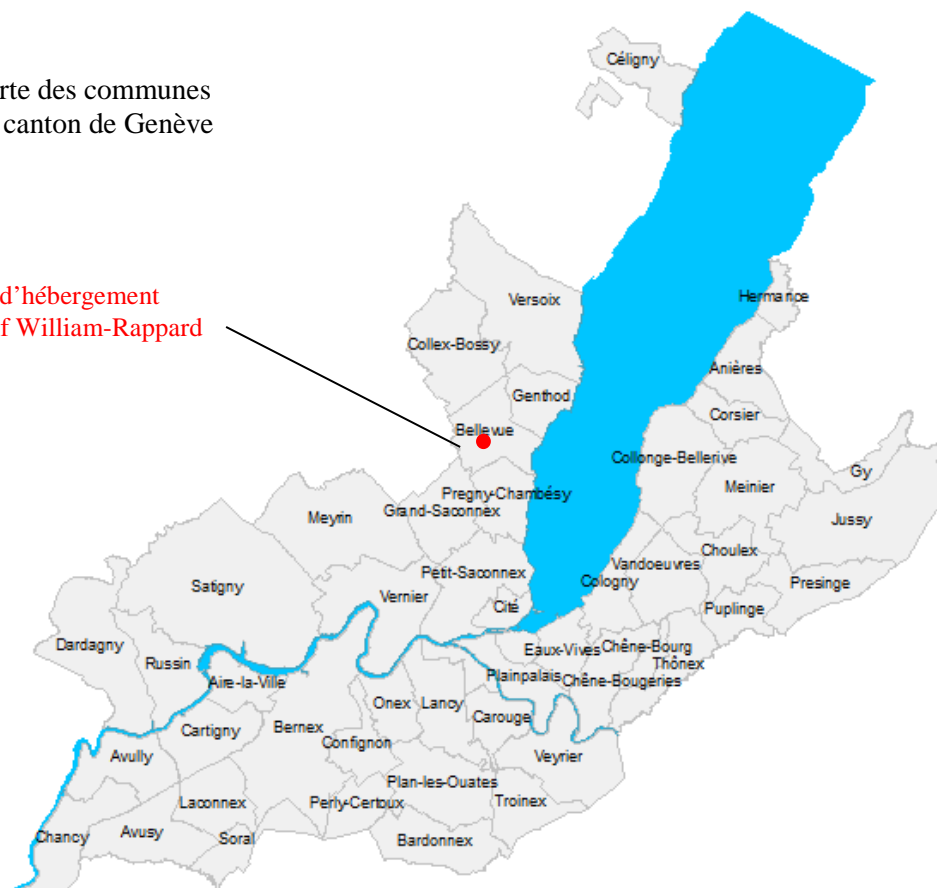 rte des communes
canton de Genève
d’hébergement
f William-Rappard
Céligny
Versoix
Hermance
Collex-Bossy
Anières
Genthod
Corsier
Bellevue
Collonge-Bellerive
Gy
Meinier
Pregny-Chambésy
Grand-Saconnex
Meyrin
Jussy
Choulex
Vandoeuvres
Petit-Saconnex
Cologny
Presinge
Satigny
Vernier
Cité
Puplinge
Dardagny
Eaux-Vives
Chêne-Bourg
Russin
Thônex
Aire-la-Ville
Plainpalais
Chêne-Bougeries
Onex
Lancy
Carouge
Cartigny
Bernex
Confignon
Avully
Veyrier
Plan-les-Ouates
Laconnex
Perly-Certoux
Troinex
Chancy
Avusy
Soral
Bardonnex